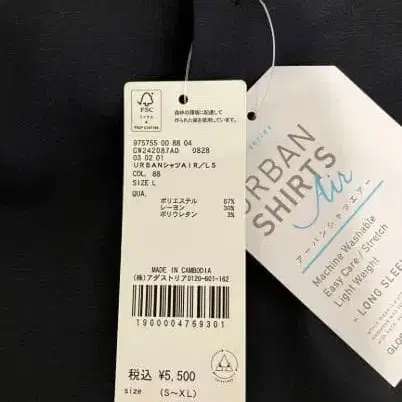 FSC
森林の環境に配慮して
作られた紙を使用しています。
975755 00 88 04
CW242087AD 0828
03 02 01
URBANシャツAIR/LS
COL. 88
SIZE L
QUA.
ポリエステル 67%
レーヨン 30%
ポリウレタン 3%
MADE IN CAMBODIA
(株)アダストリア0120-601-162
1900004769301
税込 ¥5,500
size (S～XL)
URBAN
SHIRTS
Air
アーバンシャツエアー
Machine Washable
Easy Care / Stretch
Light Weight
LONG SLEE
GLO